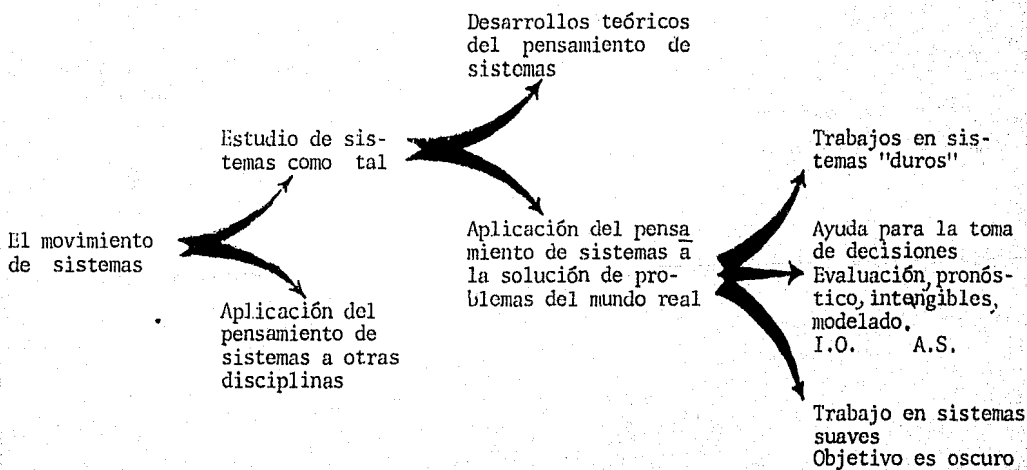 Desarrollos teóricos
del pensamiento de
sistemas
Estudio de sis-
temas como tal
Trabajos en sis-
temas "duros"
El movimiento
de sistemas
Aplicación del pensa
miento de sistemas a
la solución de pro-
blemas del mundo real
Ayuda para la toma
de decisiones
Evaluación, pronós-
tico, intangibles,
modelado.
I.O. A.S.
Aplicación del
pensamiento de
sistemas a otras
disciplinas
Trabajo en sistemas
suaves
Objetivo es oscuro